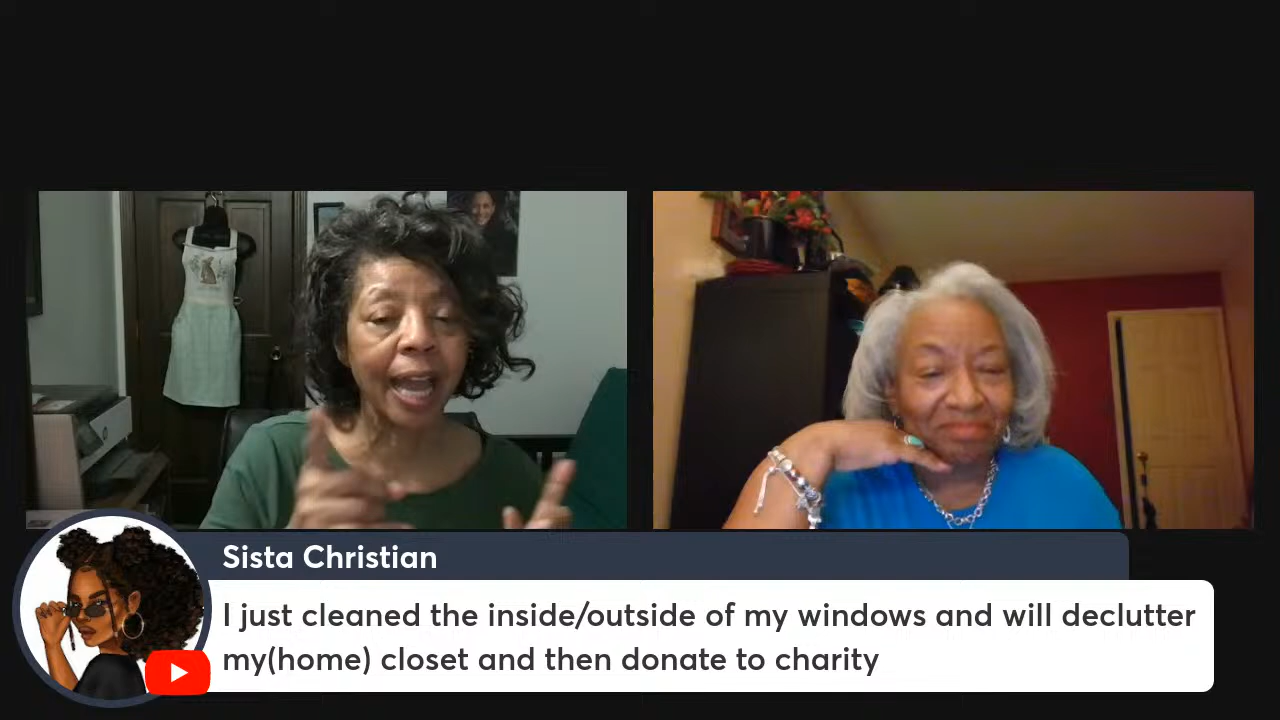 Sista Christian
I just cleaned the inside/outside of my windows and will declutter
my(home) closet and then donate to charity